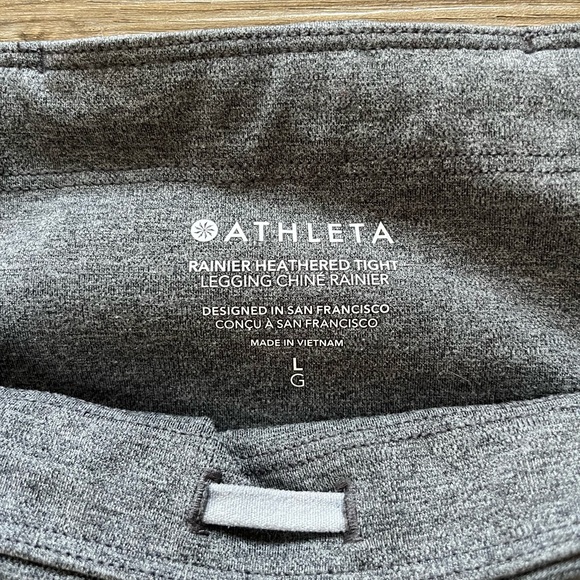 ATHLETA
RAINIER HEATHERED TIGHT
LEGGING CHINÉ RAINIER
DESIGNED IN SAN FRANCISCO
CONÇU À SAN FRANCISCO
MADE IN VIETNAM
L
G